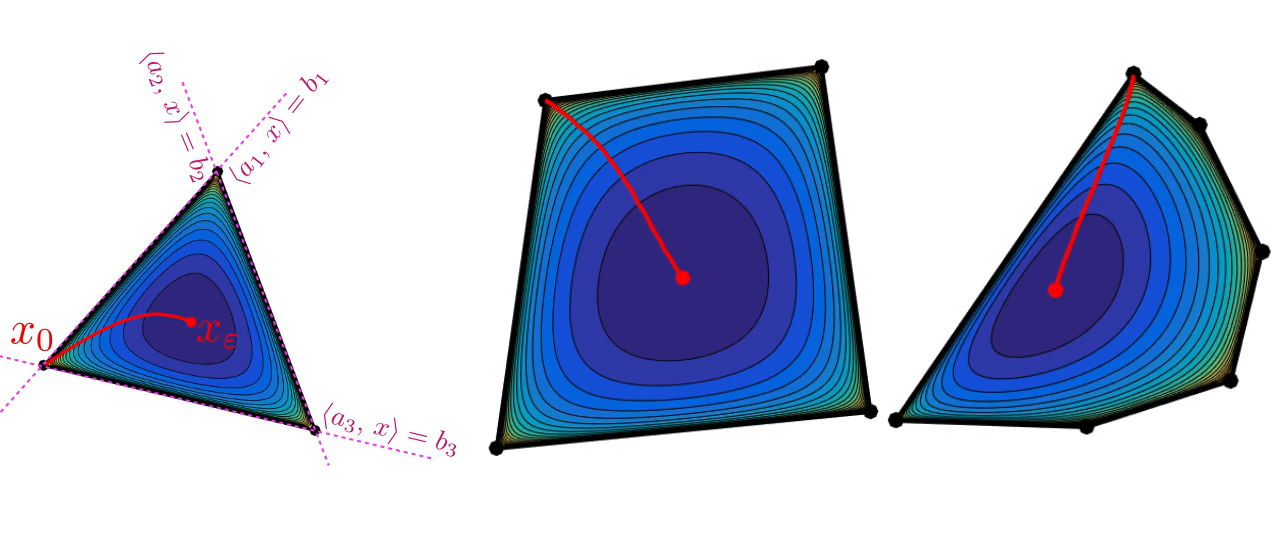 ⟨a₂, x⟩ = b₂
⟨a₁, x⟩ = b₁
x₀
x_ε
⟨a₃, x⟩ = b₃